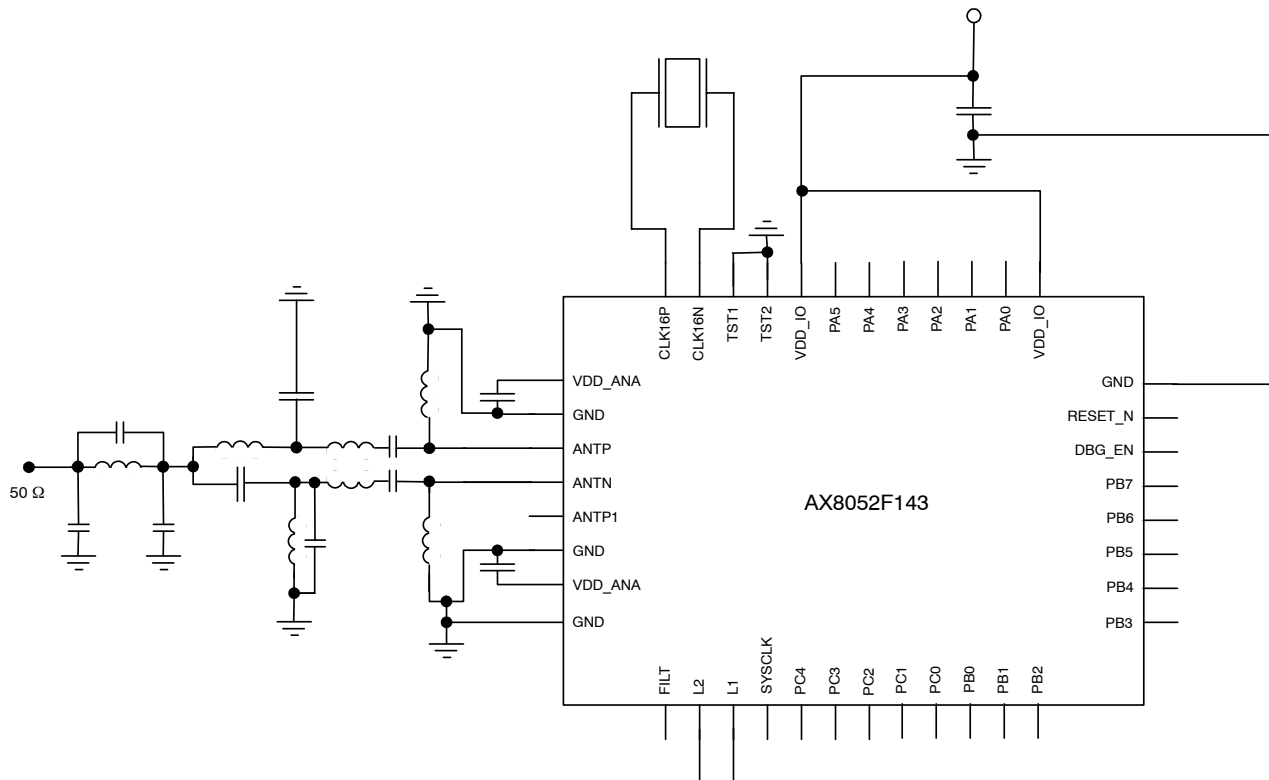 CLK16P
CLK16N
TST1
TST2
VDD_IO
PA5
PA4
PA3
PA2
PA1
PA0
VDD_IO
VDD_ANA
GND
ANTP
ANTN
ANTP1
GND
VDD_ANA
GND
50 Ω
AX8052F143
GND
RESET_N
DBG_EN
PB7
PB6
PB5
PB4
PB3
FILT
L2
L1
SYSCLK
PC4
PC3
PC2
PC1
PC0
PB0
PB1
PB2